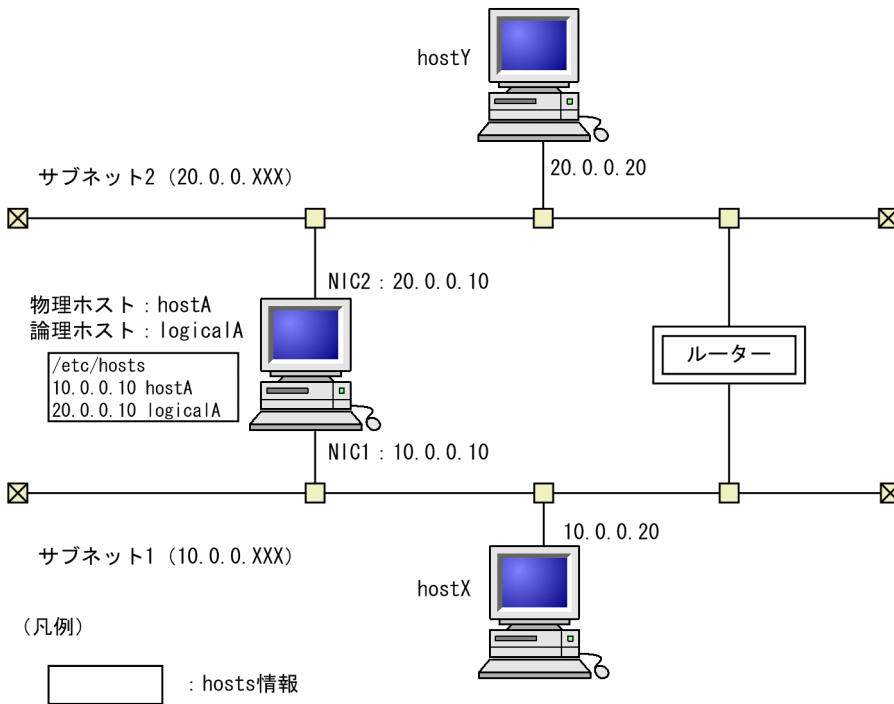 hostY
20.0.0.20
サブネット2（20.0.0.XXX）
NIC2：20.0.0.10
物理ホスト：hostA
論理ホスト：logicalA
/etc/hosts
10.0.0.10 hostA
20.0.0.10 logicalA
ルーター
NIC1：10.0.0.10
10.0.0.20
サブネット1（10.0.0.XXX）
hostX
（凡例）
：hosts情報